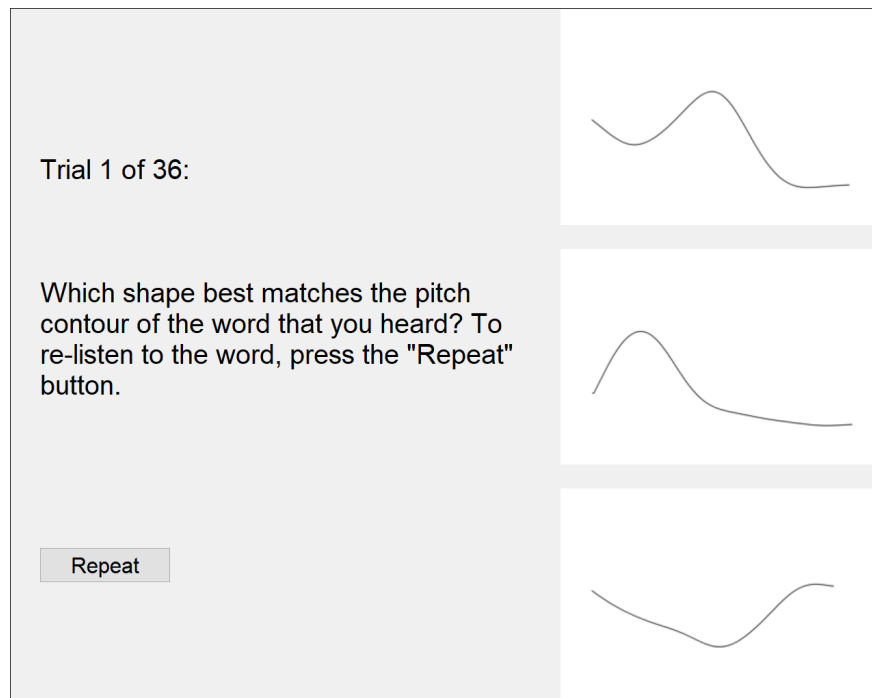 Trial 1 of 36:
Which shape best matches the pitch
contour of the word that you heard? To
re-listen to the word, press the "Repeat"
button.
Repeat